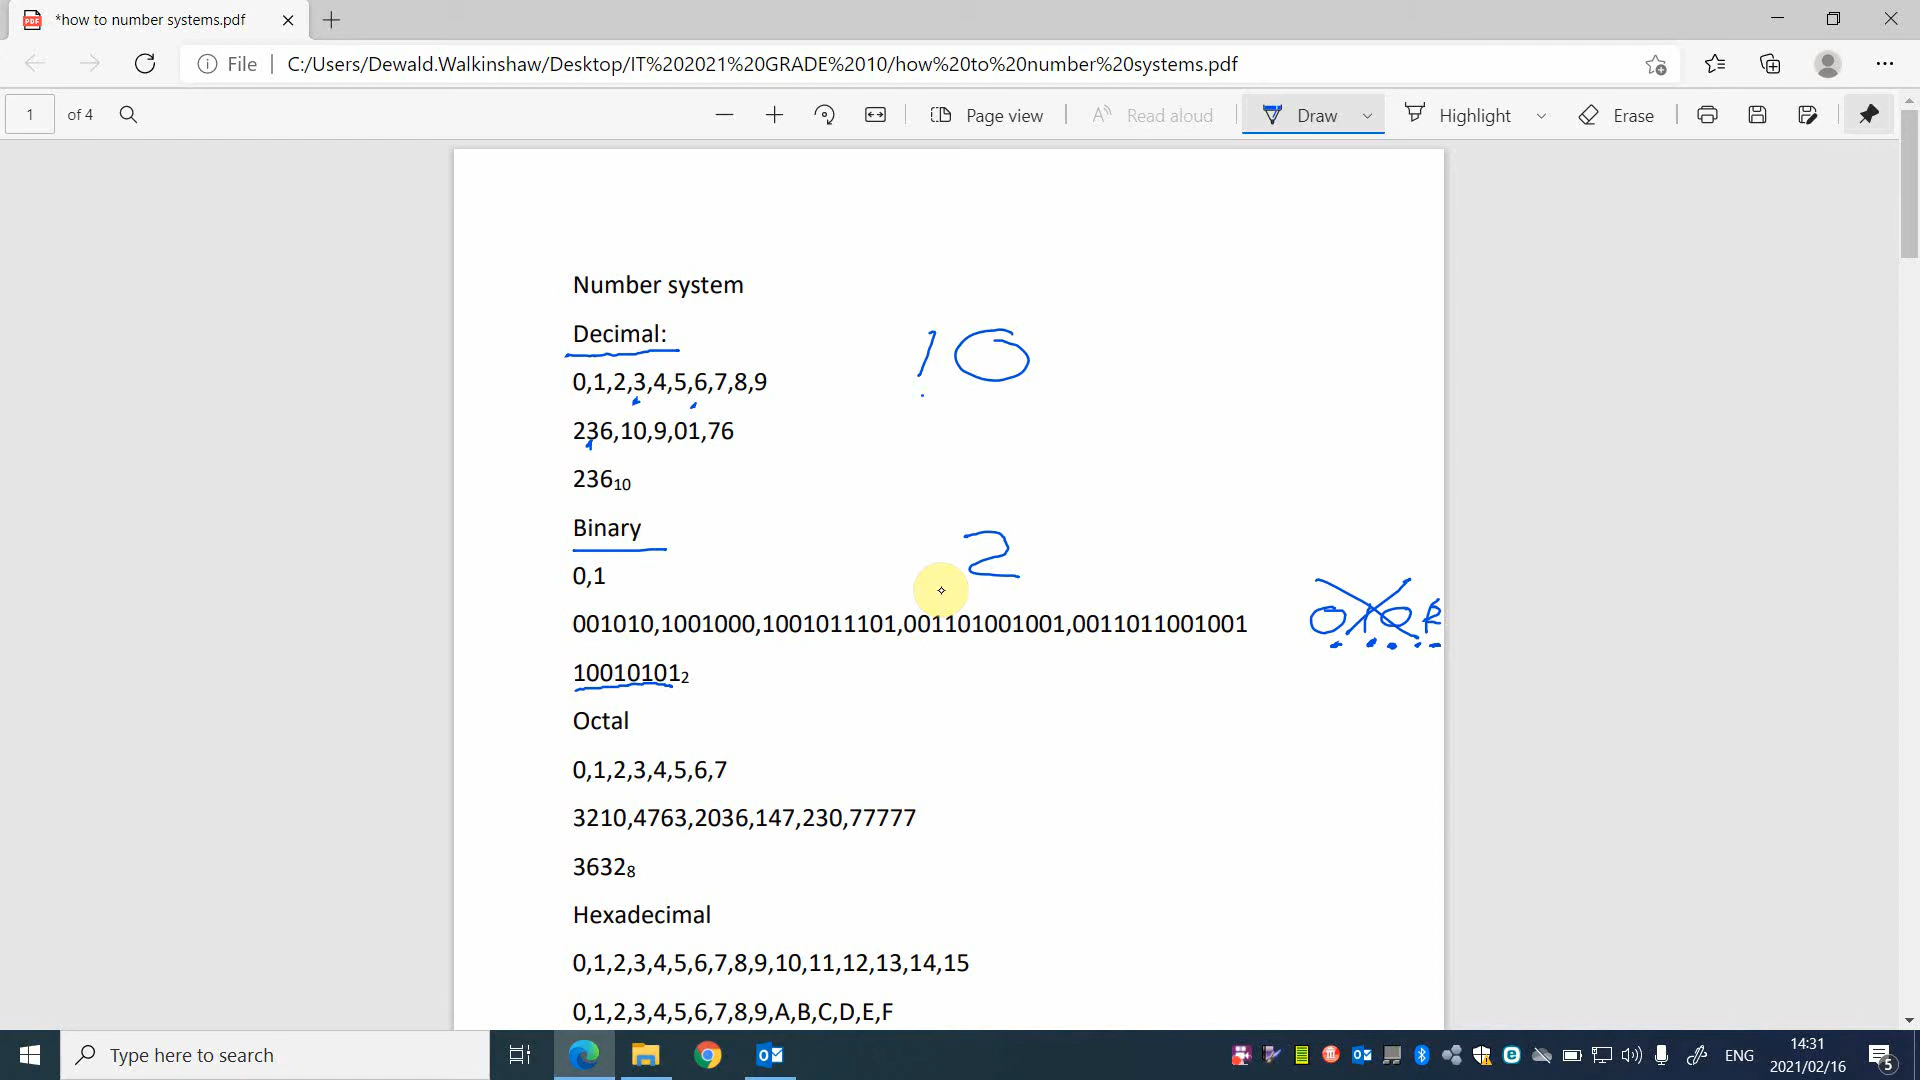 *how to number systems.pdf
File
C:/Users/Dewald.Walkinshaw/Desktop/IT%202021%20GRADE%2010/how%20to%20number%20systems.pdf
1 of 4
Page view
Read aloud
Draw
Highlight
Erase
Number system
Decimal:
10
0,1,2,3,4,5,6,7,8,9
236,10,9,01,76
236₁₀
Binary
2
0,1
001010,1001000,1001011101,001101001001,0011011001001
010
10010101₂
Octal
0,1,2,3,4,5,6,7
3210,4763,2036,147,230,77777
3632₈
Hexadecimal
0,1,2,3,4,5,6,7,8,9,10,11,12,13,14,15
0,1,2,3,4,5,6,7,8,9,A,B,C,D,E,F
Type here to search
ENG
14:31
2021/02/16
5